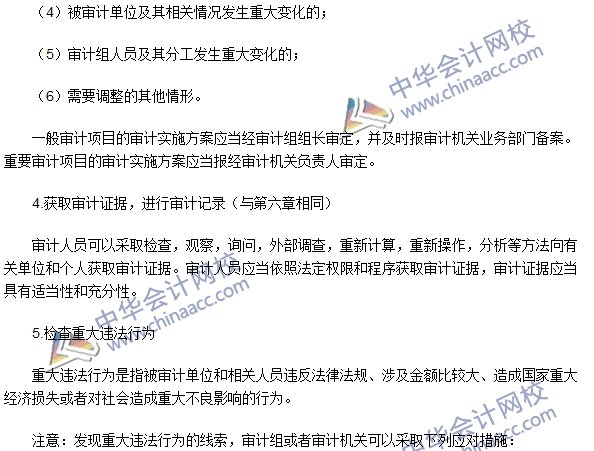 （4）被审计单位及其相关情况发生重大变化的；
（5）审计组人员及其分工发生重大变化的；
（6）需要调整的其他情形。
中华会计网校
www.chinaacc.com
一般审计项目的审计实施方案应当经审计组组长审定，并及时报审计机关业务部门备案。
重要审计项目的审计实施方案应当报经审计机关负责人审定。
4.获取审计证据，进行审计记录（与第六章相同）
审计人员可以采取检查，观察，询问，外部调查，重新计算，重新操作，分析等方法向有
关单位和个人获取审计证据。审计人员应当依照法定权限和程序获取审计证据，审计证据应当
具有适当性和充分性。
中华会计网校
www.chinaacc.com
5.检查重大违法行为
重大违法行为是指被审计单位和相关人员违反法律法规、涉及金额比较大、造成国家重大
经济损失或者对社会造成重大不良影响的行为。
中华会计网校
www.chinaacc.com
注意：发现重大违法行为的线索，审计组或者审计机关可以采取下列应对措施：